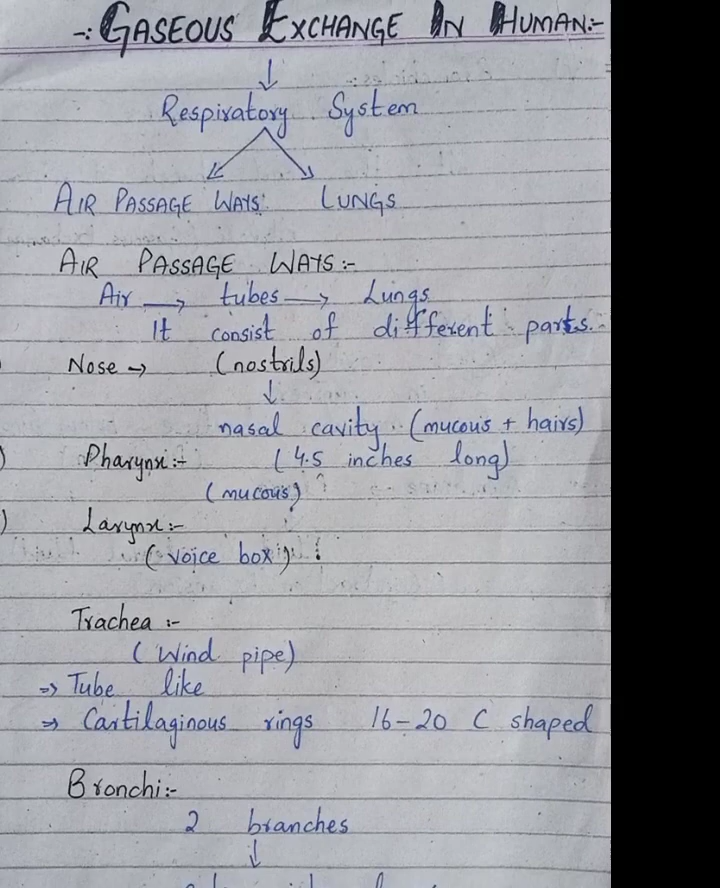 -: GASEOUS EXCHANGE IN HUMAN:-
↓
Respiratory System
AIR PASSAGE WAYS LUNGS
AIR PASSAGE WAYS:-
Air → tubes → Lungs
It consist of different parts.
Nose → (nostrils)
↓
nasal cavity (mucous + hairs)
Pharynx:- (4.5 inches long)
(mucous)
Larynx:-
(voice box)
Trachea :-
(Wind pipe)
⇒ Tube like
⇒ Cartilaginous rings 16-20 C shaped
Bronchi:-
2 branches
↓